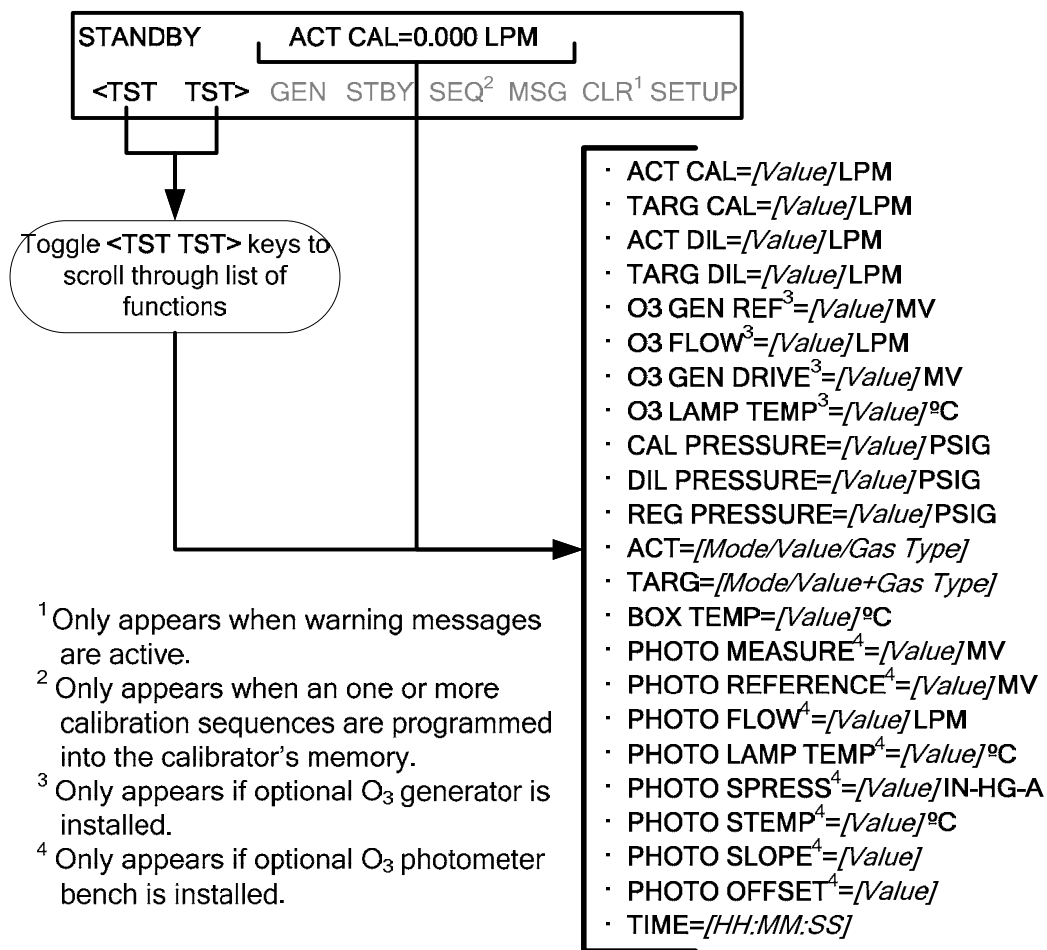 STANDBY ACT CAL=0.000 LPM
<TST TST> GEN STBY SEQ² MSG CLR¹ SETUP
Toggle <TST TST> keys to
scroll through list of
functions
· ACT CAL=[Value]LPM
· TARG CAL=[Value]LPM
· ACT DIL=[Value]LPM
· TARG DIL=[Value]LPM
· O3 GEN REF³=[Value]MV
· O3 FLOW³=[Value]LPM
· O3 GEN DRIVE³=[Value]MV
· O3 LAMP TEMP³=[Value]ºC
· CAL PRESSURE=[Value]PSIG
· DIL PRESSURE=[Value]PSIG
· REG PRESSURE=[Value]PSIG
· ACT=[Mode/Value/Gas Type]
· TARG=[Mode/Value+Gas Type]
· BOX TEMP=[Value]ºC
· PHOTO MEASURE⁴=[Value]MV
· PHOTO REFERENCE⁴=[Value]MV
· PHOTO FLOW⁴=[Value]LPM
· PHOTO LAMP TEMP⁴=[Value]ºC
· PHOTO SPRESS⁴=[Value]IN-HG-A
· PHOTO STEMP⁴=[Value]ºC
· PHOTO SLOPE⁴=[Value]
· PHOTO OFFSET⁴=[Value]
· TIME=[HH:MM:SS]
¹ Only appears when warning messages
are active.
² Only appears when an one or more
calibration sequences are programmed
into the calibrator's memory.
³ Only appears if optional O₃ generator is
installed.
⁴ Only appears if optional O₃ photometer
bench is installed.